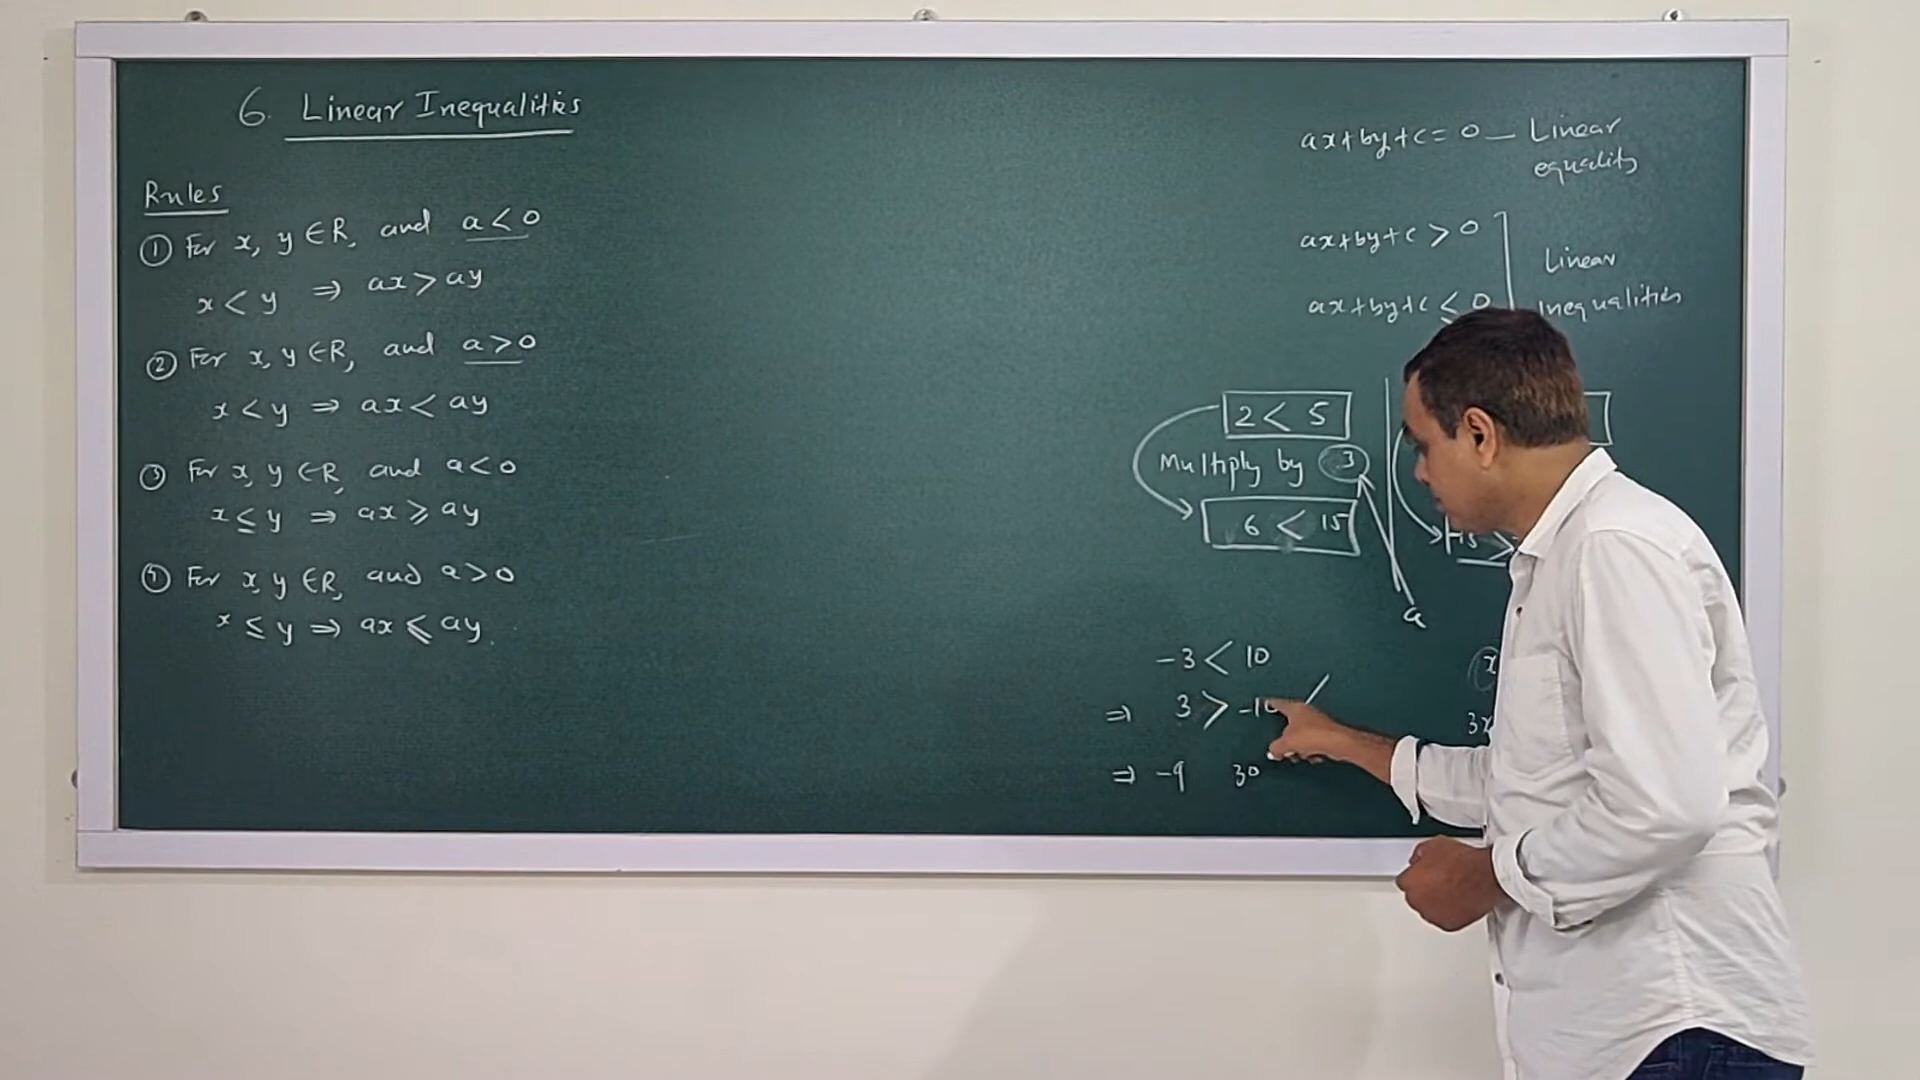 6. Linear Inequalities
Rules
① For x, y ∈ R, and a < 0
x < y ⇒ ax > ay
② For x, y ∈ R, and a > 0
x < y ⇒ ax < ay
③ For x, y ∈ R, and a < 0
x ≤ y ⇒ ax ⩾ ay
④ For x, y ∈ R, and a > 0
x ≤ y ⇒ ax ⩽ ay.
ax+by+c = 0 — Linear
equality
ax+by+c > 0
ax+by+c ≤ 0
Linear
Inequalities
2 < 5
Multiply by 3
6 < 15
a
-3 < 10
⇒ 3 > -10
⇒ -9 30
x
3x